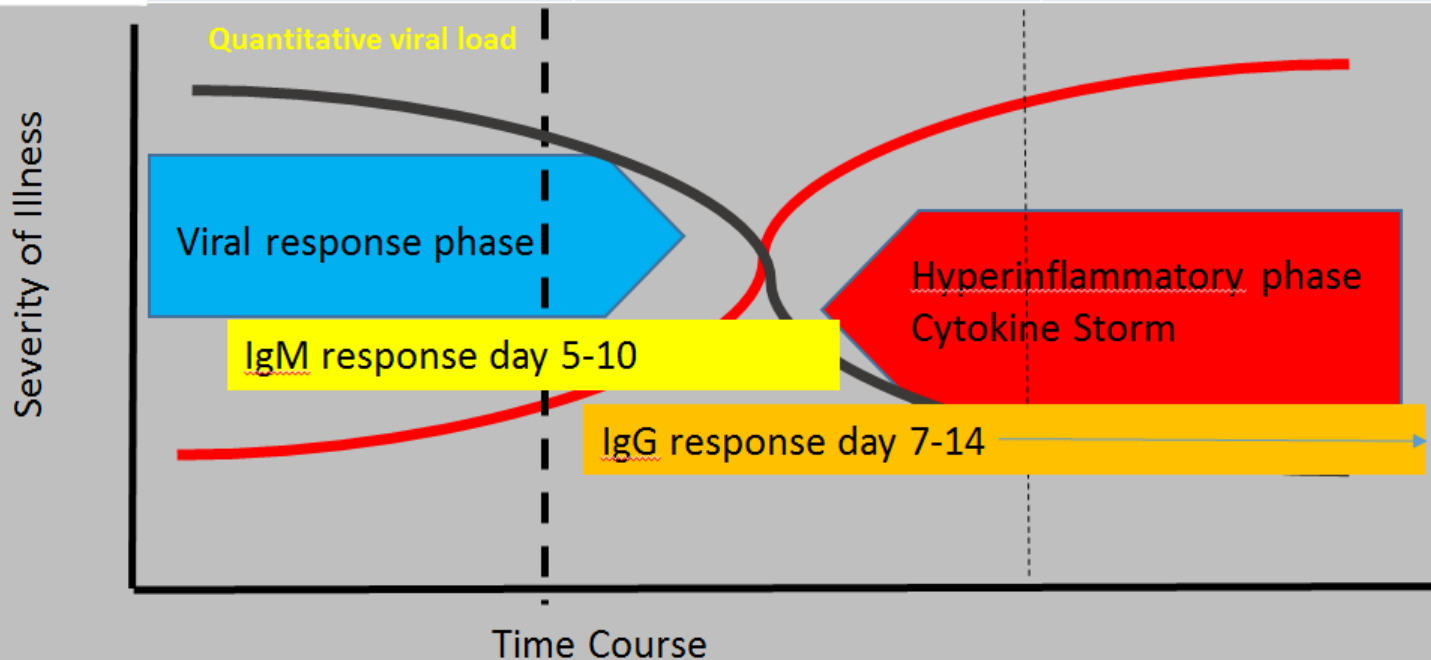 Quantitative viral load
Severity of Illness
Viral response phase
Hyperinflammatory phase
Cytokine Storm
IgM response day 5-10
IgG response day 7-14
Time Course